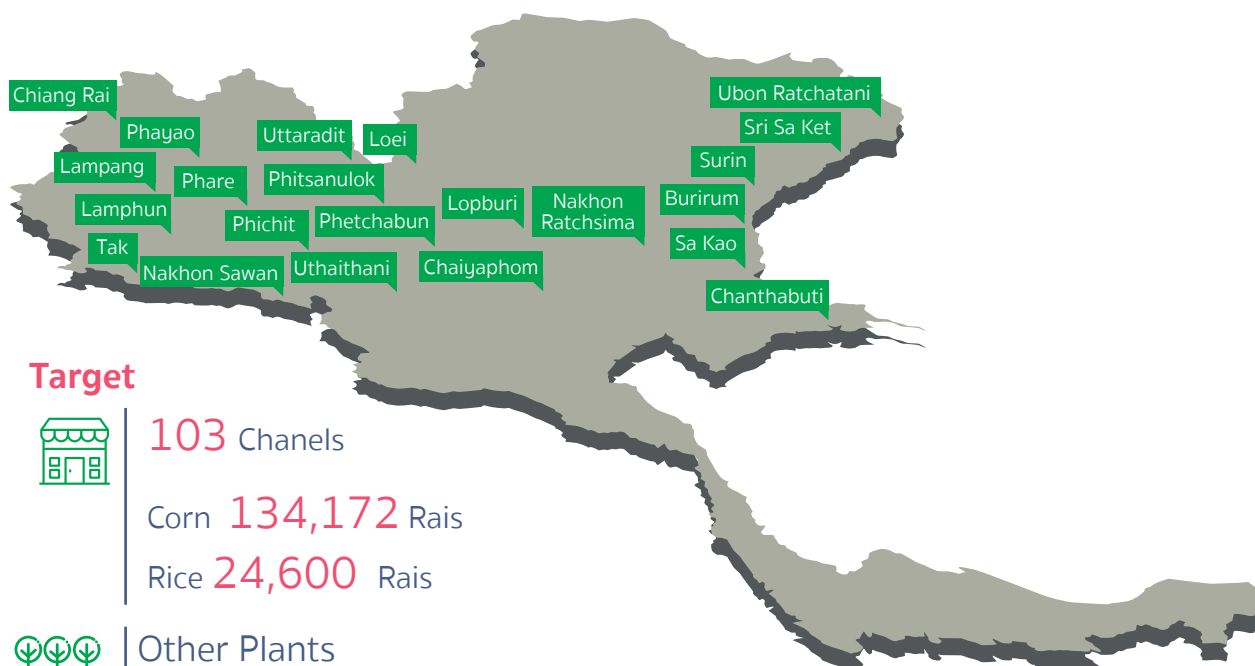 Chiang Rai
Ubon Ratchatani
Phayao
Uttaradit
Loei
Sri Sa Ket
Lampang
Phare
Phitsanulok
Surin
Lamphun
Phichit
Phetchabun
Lopburi
Nakhon
Ratchsima
Burirum
Tak
Nakhon Sawan
Uthaithani
Chaiyaphom
Sa Kao
Chanthabuti
Target
103 Chanels
Corn 134,172 Rais
Rice 24,600 Rais
Other Plants